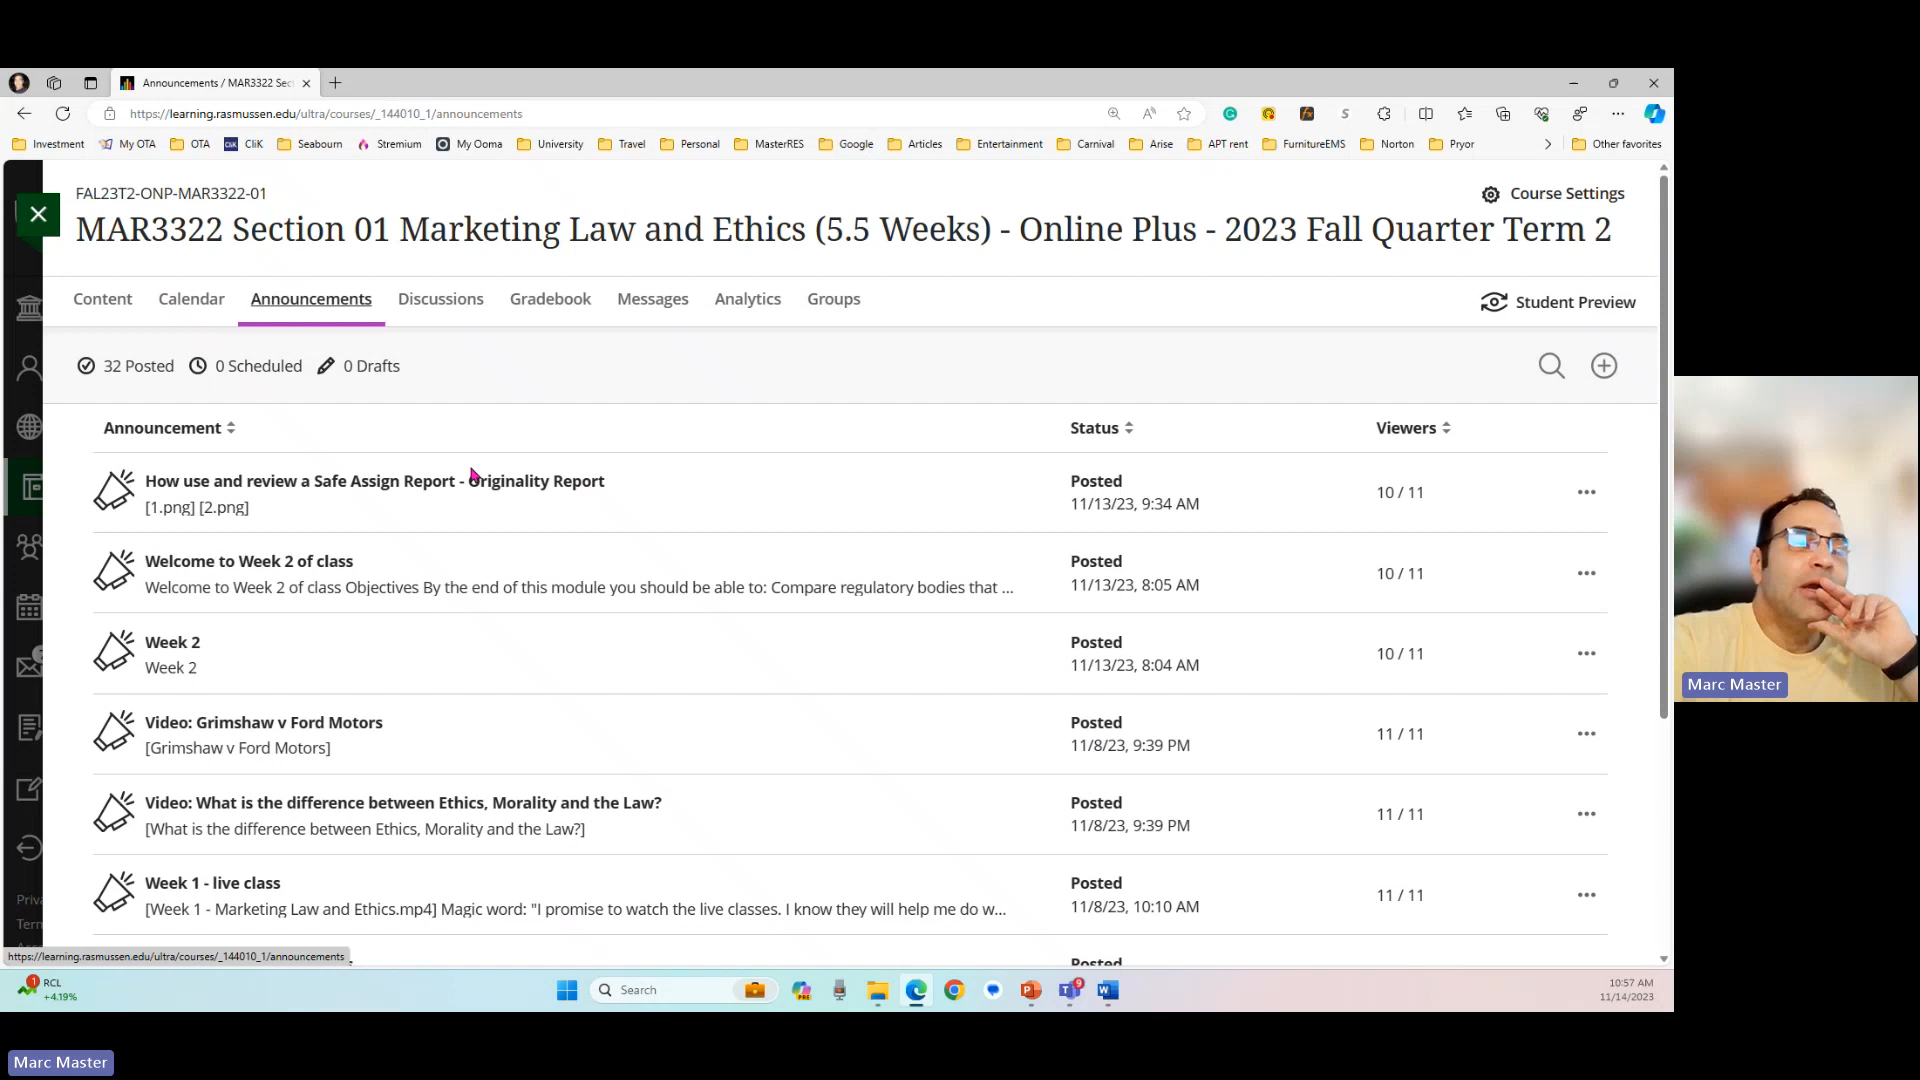 Announcements / MAR3322 Sec
https://learning.rasmussen.edu/ultra/courses/_144010_1/announcements
Investment My OTA OTA CliK Seabourn Stremium My Ooma University Travel Personal MasterRES Google Articles Entertainment Carnival Arise APT rent FurnitureEMS Norton Pryor Other favorites
FAL23T2-ONP-MAR3322-01
Course Settings
MAR3322 Section 01 Marketing Law and Ethics (5.5 Weeks) - Online Plus - 2023 Fall Quarter Term 2
Content Calendar Announcements Discussions Gradebook Messages Analytics Groups
Student Preview
32 Posted 0 Scheduled 0 Drafts
Announcement Status Viewers
How use and review a Safe Assign Report - Originality Report
[1.png] [2.png]
Posted
11/13/23, 9:34 AM
10 / 11
Welcome to Week 2 of class
Welcome to Week 2 of class Objectives By the end of this module you should be able to: Compare regulatory bodies that ...
Posted
11/13/23, 8:05 AM
10 / 11
Week 2
Week 2
Posted
11/13/23, 8:04 AM
10 / 11
Video: Grimshaw v Ford Motors
[Grimshaw v Ford Motors]
Posted
11/8/23, 9:39 PM
11 / 11
Video: What is the difference between Ethics, Morality and the Law?
[What is the difference between Ethics, Morality and the Law?]
Posted
11/8/23, 9:39 PM
11 / 11
Week 1 - live class
[Week 1 - Marketing Law and Ethics.mp4] Magic word: "I promise to watch the live classes. I know they will help me do w...
Posted
11/8/23, 10:10 AM
11 / 11
Posted
Priva
Term
https://learning.rasmussen.edu/ultra/courses/_144010_1/announcements
1
RCL
+4.19%
Search
PRE
9
10:57 AM
11/14/2023
Marc Master
Marc Master